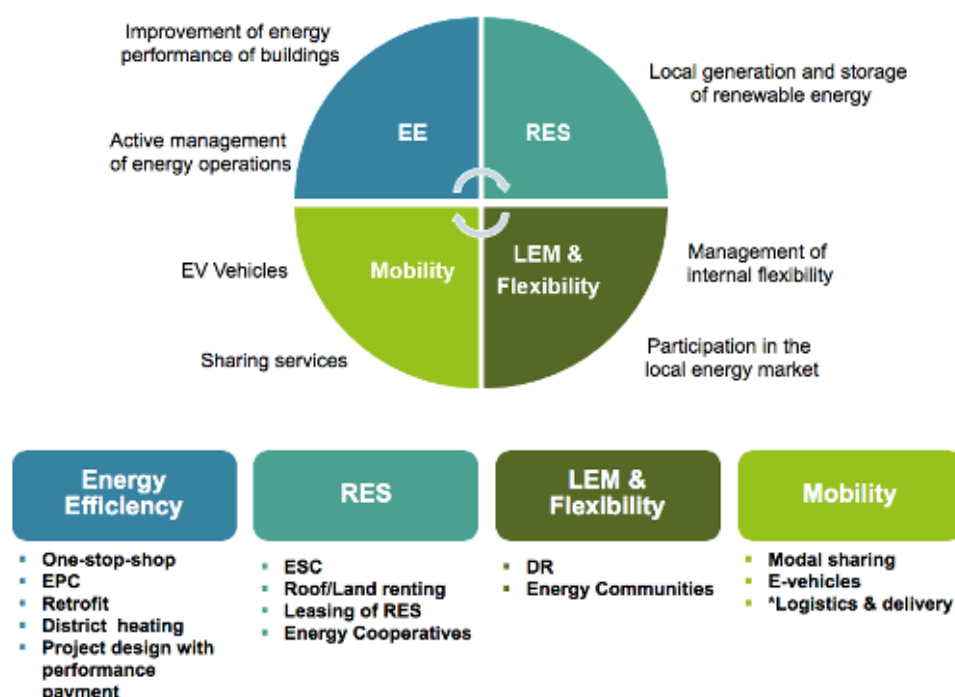 Improvement of energy
performance of buildings
Local generation and storage
of renewable energy
EE
RES
Active management
of energy operations
EV Vehicles
Mobility
LEM &
Flexibility
Management of
internal flexibility
Sharing services
Participation in the
local energy market
Energy
Efficiency
▪ One-stop-shop
▪ EPC
▪ Retrofit
▪ District heating
▪ Project design with
performance
payment
RES
▪ ESC
▪ Roof/Land renting
▪ Leasing of RES
▪ Energy Cooperatives
LEM &
Flexibility
▪ DR
▪ Energy Communities
Mobility
▪ Modal sharing
▪ E-vehicles
▪ *Logistics & delivery